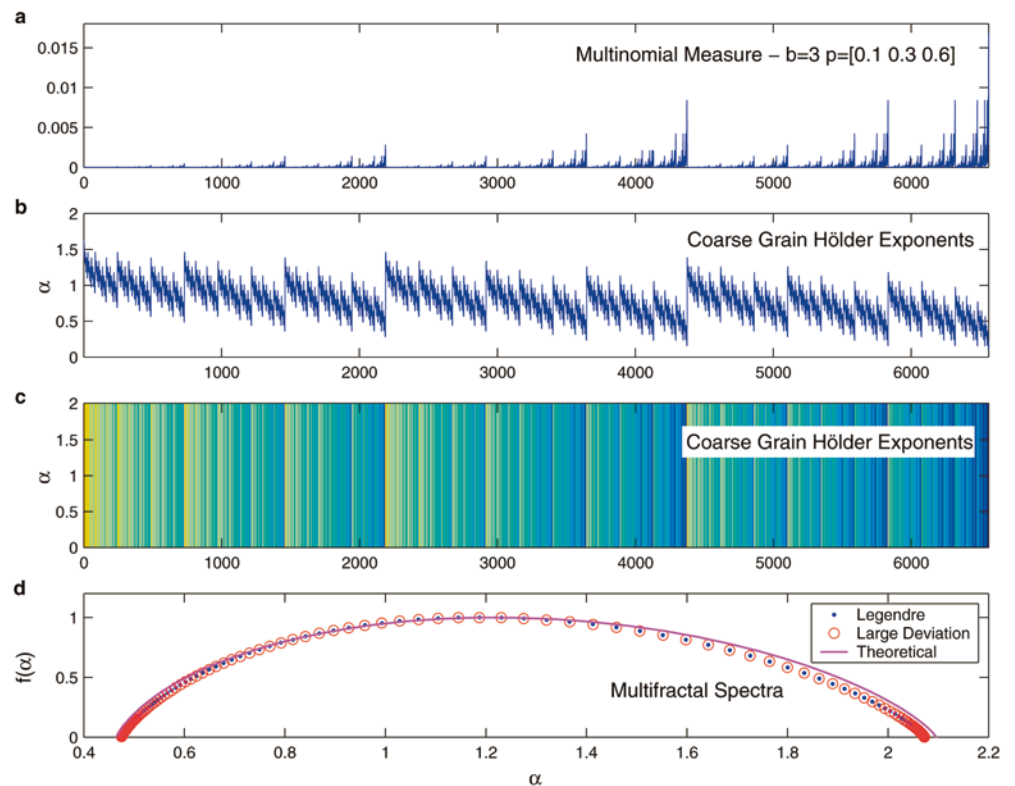 a
0.015
0.01
0.005
0
Multinomial Measure – b=3 p=[0.1 0.3 0.6]
0 1000 2000 3000 4000 5000 6000
b
2
1.5
1
0.5
0
α
Coarse Grain Hölder Exponents
1000 2000 3000 4000 5000 6000
c
2
1.5
1
0.5
0
α
Coarse Grain Hölder Exponents
0 1000 2000 3000 4000 5000 6000
d
1
0.5
0
f(α)
Legendre
Large Deviation
Theoretical
Multifractal Spectra
0.4 0.6 0.8 1 1.2 1.4 1.6 1.8 2 2.2
α